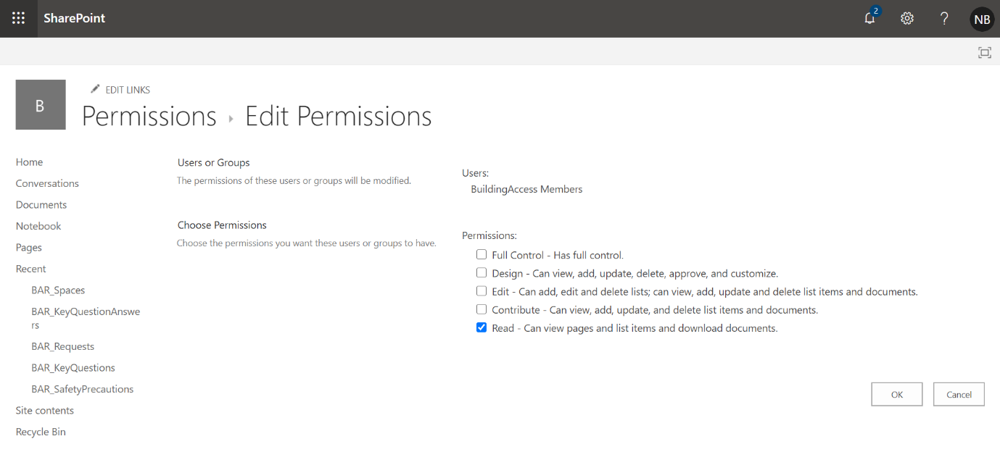 SharePoint
2
?
NB
B
EDIT LINKS
Permissions ▸ Edit Permissions
Home
Conversations
Documents
Notebook
Pages
Recent
BAR_Spaces
BAR_KeyQuestionAnswe
rs
BAR_Requests
BAR_KeyQuestions
BAR_SafetyPrecautions
Site contents
Recycle Bin
Users or Groups
The permissions of these users or groups will be modified.
Users:
BuildingAccess Members
Choose Permissions
Choose the permissions you want these users or groups to have.
Permissions:
Full Control - Has full control.
Design - Can view, add, update, delete, approve, and customize.
Edit - Can add, edit and delete lists; can view, add, update and delete list items and documents.
Contribute - Can view, add, update, and delete list items and documents.
Read - Can view pages and list items and download documents.
OK
Cancel